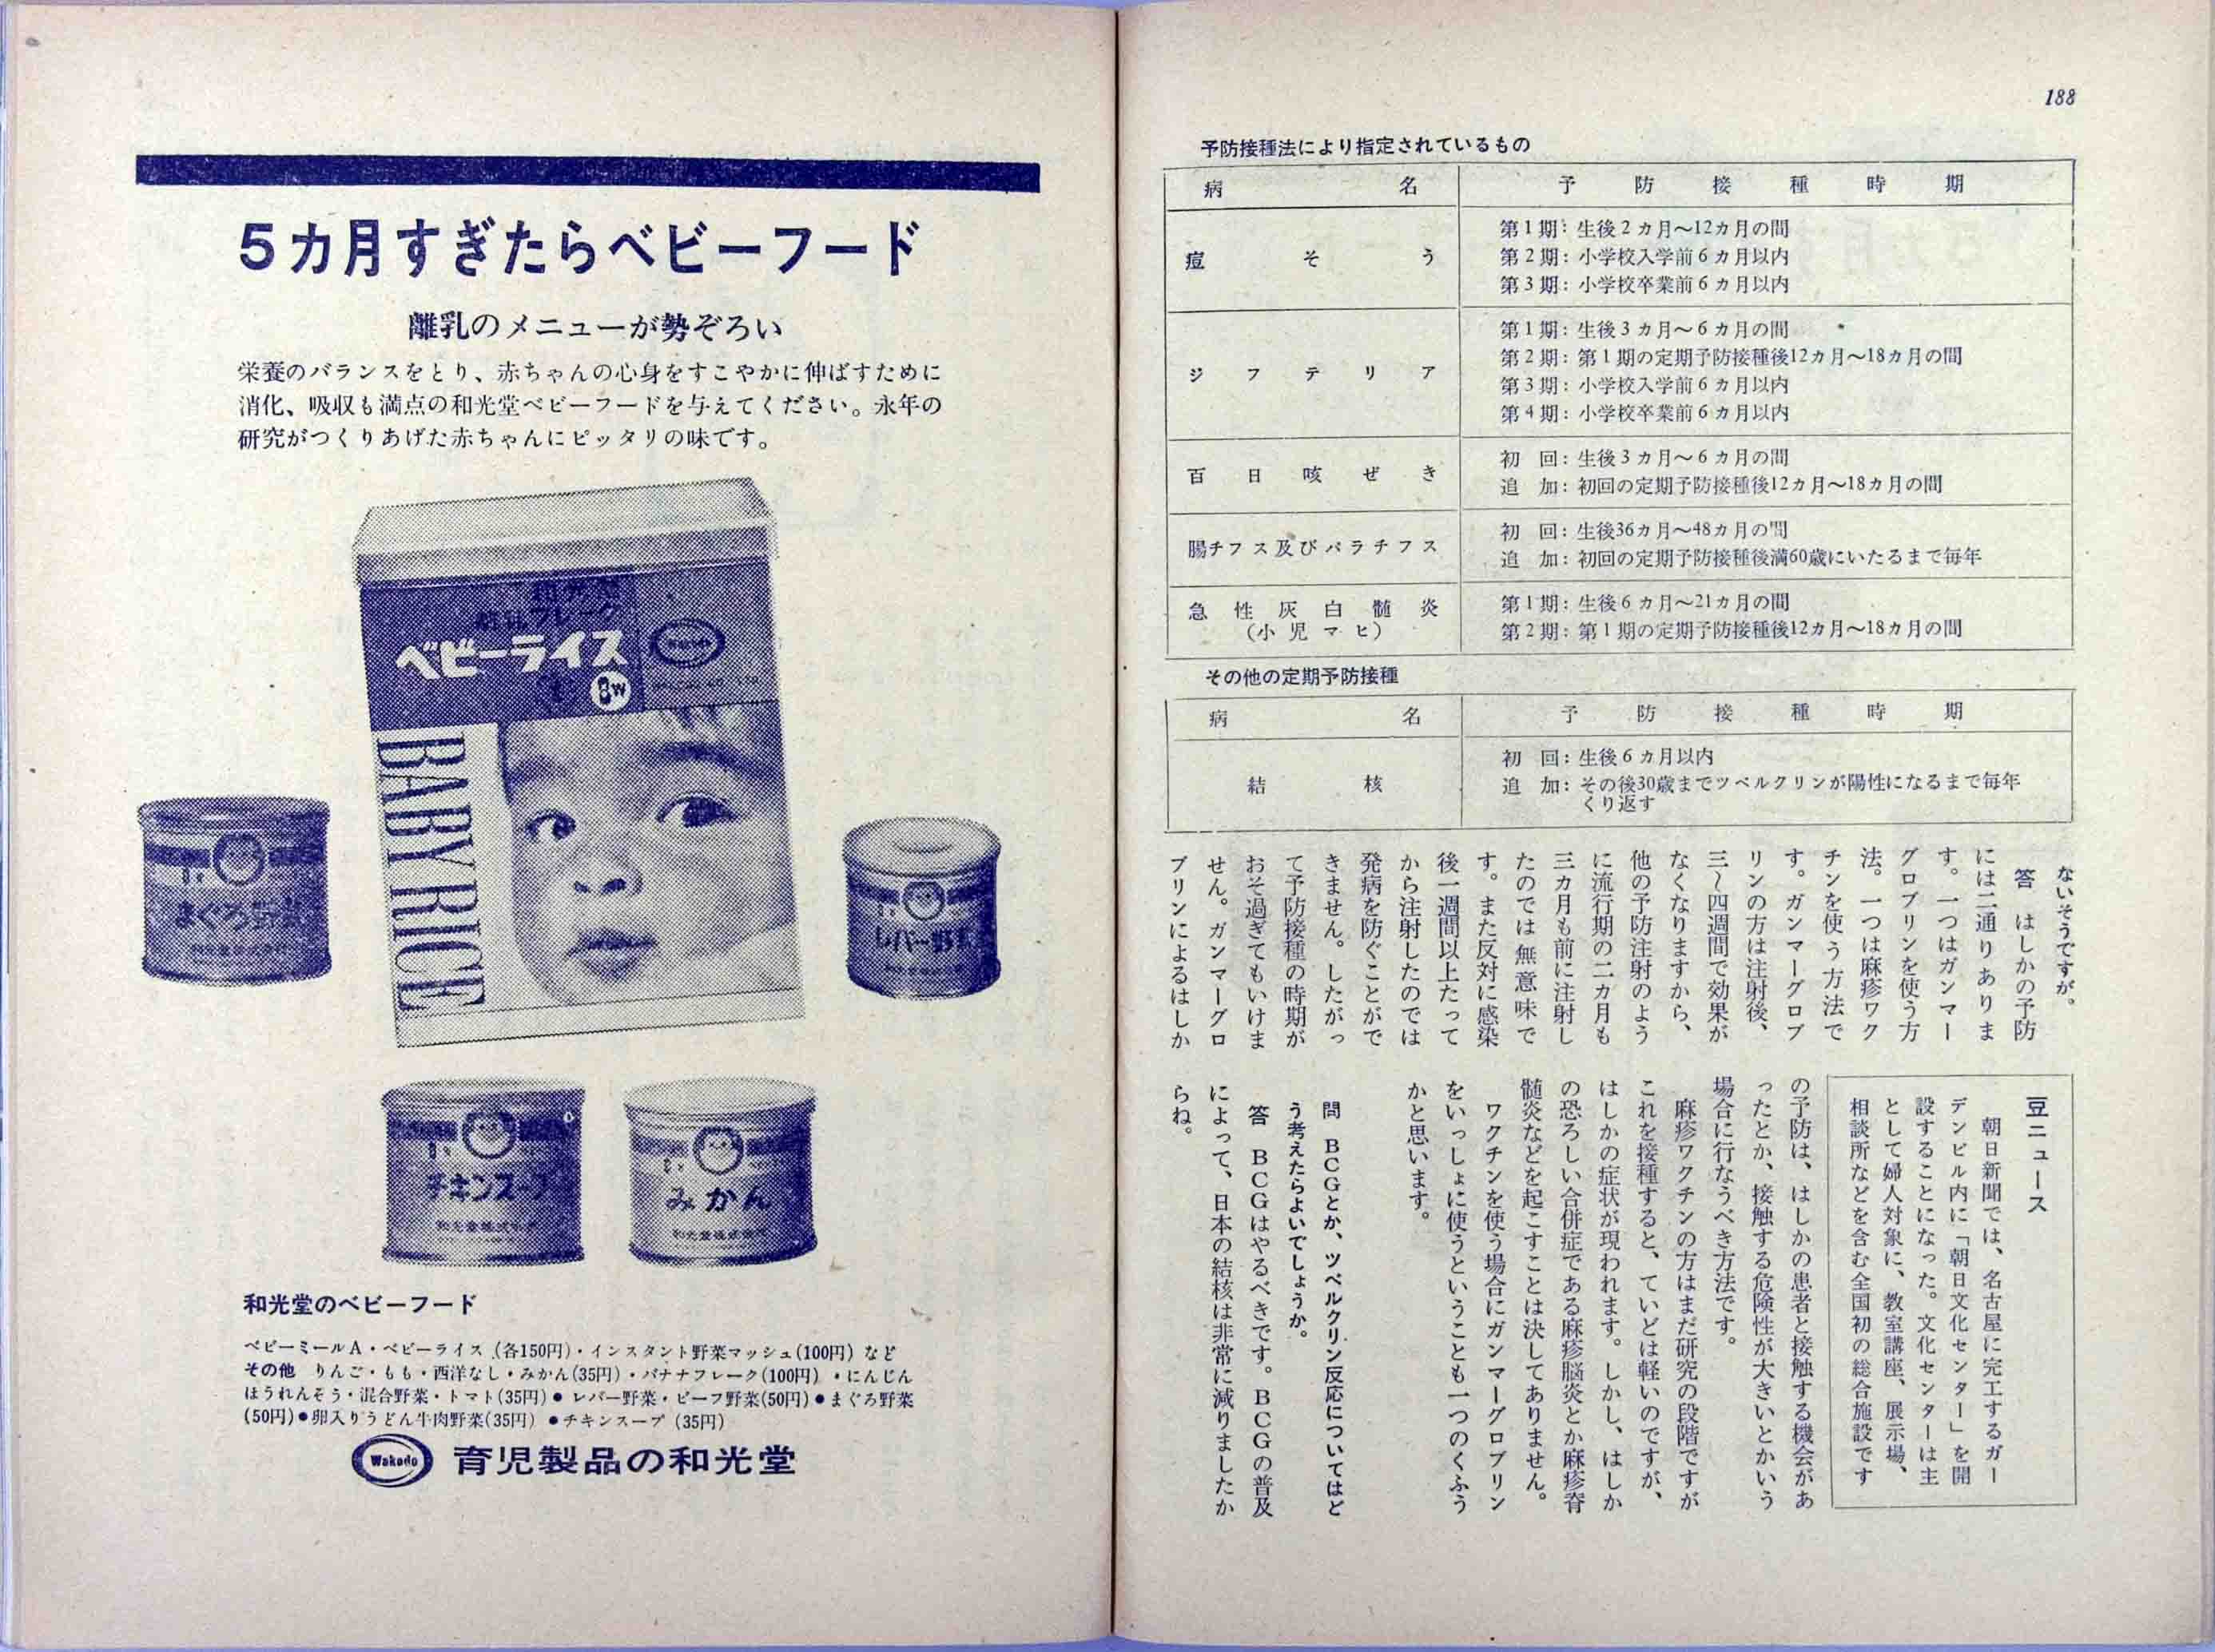 188
予防接種法により指定されているもの
病名
予防接種時期
痘そう
第1期：生後2カ月～12カ月の間
第2期：小学校入学前6カ月以内
第3期：小学校卒業前6カ月以内
ジフテリア
第1期：生後3カ月～6カ月の間
第2期：第1期の定期予防接種後12カ月～18カ月の間
第3期：小学校入学前6カ月以内
第4期：小学校卒業前6カ月以内
百日咳ぜき
初回：生後3カ月～6カ月の間
追加：初回の定期予防接種後12カ月～18カ月の間
腸チフス及びパラチフス
初回：生後36カ月～48カ月の間
追加：初回の定期予防接種後満60歳にいたるまで毎年
急性灰白髄炎
(小児マヒ)
第1期：生後6カ月～21カ月の間
第2期：第1期の定期予防接種後12カ月～18カ月の間
その他の定期予防接種
病名
予防接種時期
結核
初回：生後6カ月以内
追加：その後30歳までツベルクリンが陽性になるまで毎年
くり返す
ないそうですが。
答　はしかの予防
には二通りありま
す。一つはガンマー
グロブリンを使う方
法。一つは麻疹ワク
チンを使う方法で
す。ガンマーグロブ
リンの方は注射後、
三～四週間で効果が
なくなりますから、
他の予防注射のよう
に流行期の二カ月も
三カ月も前に注射し
たのでは無意味で
す。また反対に感染
後一週間以上たって
から注射したのでは
発病を防ぐことがで
きません。したがっ
て予防接種の時期が
おそ過ぎてもいけま
せん。ガンマーグロ
ブリンによるはしか
豆ニュース
朝日新聞では、名古屋に完工するガー
デンビル内に「朝日文化センター」を開
設することになった。文化センターは主
として婦人対象に、教室講座、展示場、
相談所などを含む全国初の総合施設です
の予防は、はしかの患者と接触する機会があ
ったとか、接触する危険性が大きいとかいう
場合に行なうべき方法です。
麻疹ワクチンの方はまだ研究の段階ですが
これを接種すると、ていどは軽いのですが、
はしかの症状が現われます。しかし、はしか
の恐ろしい合併症である麻疹脳炎とか麻疹脊
髄炎などを起こすことは決してありません。
ワクチンを使う場合にガンマーグロブリン
をいっしょに使うということも一つのくふう
かと思います。
問　BCGとか、ツベルクリン反応についてはど
う考えたらよいでしょうか。
答　BCGはやるべきです。BCGの普及
によって、日本の結核は非常に減りましたか
らね。
5カ月すぎたらベビーフード
離乳のメニューが勢ぞろい
栄養のバランスをとり、赤ちゃんの心身をすこやかに伸ばすために
消化、吸収も満点の和光堂ベビーフードを与えてください。永年の
研究がつくりあげた赤ちゃんにピッタリの味です。
和光堂
離乳フレーク
ベビーライス
BW
BABY RICE
まぐろ野菜
レバー野菜
チキンスープ
和光堂株式会社
みかん
和光堂株式会社
和光堂のベビーフード
ベビーミールA・ベビーライス(各150円)・インスタント野菜マッシュ(100円) など
その他　りんご・もも・西洋なし・みかん(35円)・バナナフレーク(100円)・にんじん
ほうれんそう・混合野菜・トマト(35円)●レバー野菜・ビーフ野菜(50円)●まぐろ野菜
(50円)●卵入りうどん牛肉野菜(35円) ●チキンスープ (35円)
Wakodo 育児製品の和光堂